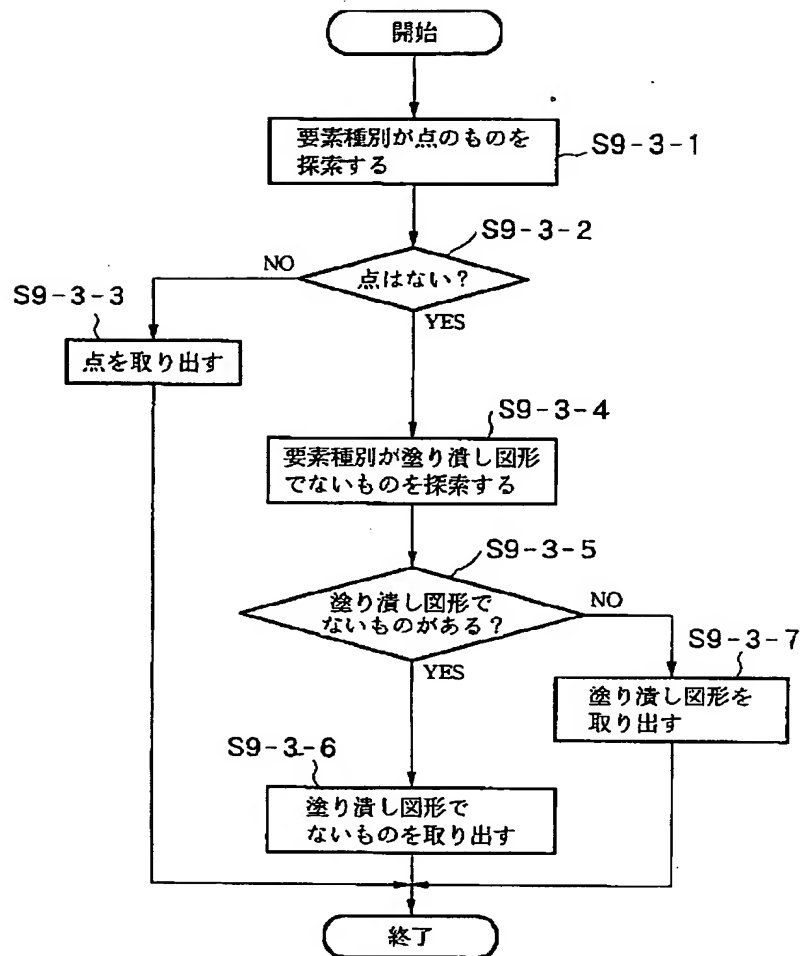 開始
要素種別が点のものを
探索する
S9-3-1
S9-3-2
点はない?
NO
YES
S9-3-3
点を取り出す
S9-3-4
要素種別が塗り潰し図形
でないものを探索する
S9-3-5
塗り潰し図形で
ないものがある?
NO
YES
S9-3-7
塗り潰し図形を
取り出す
S9-3-6
塗り潰し図形で
ないものを取り出す
終了